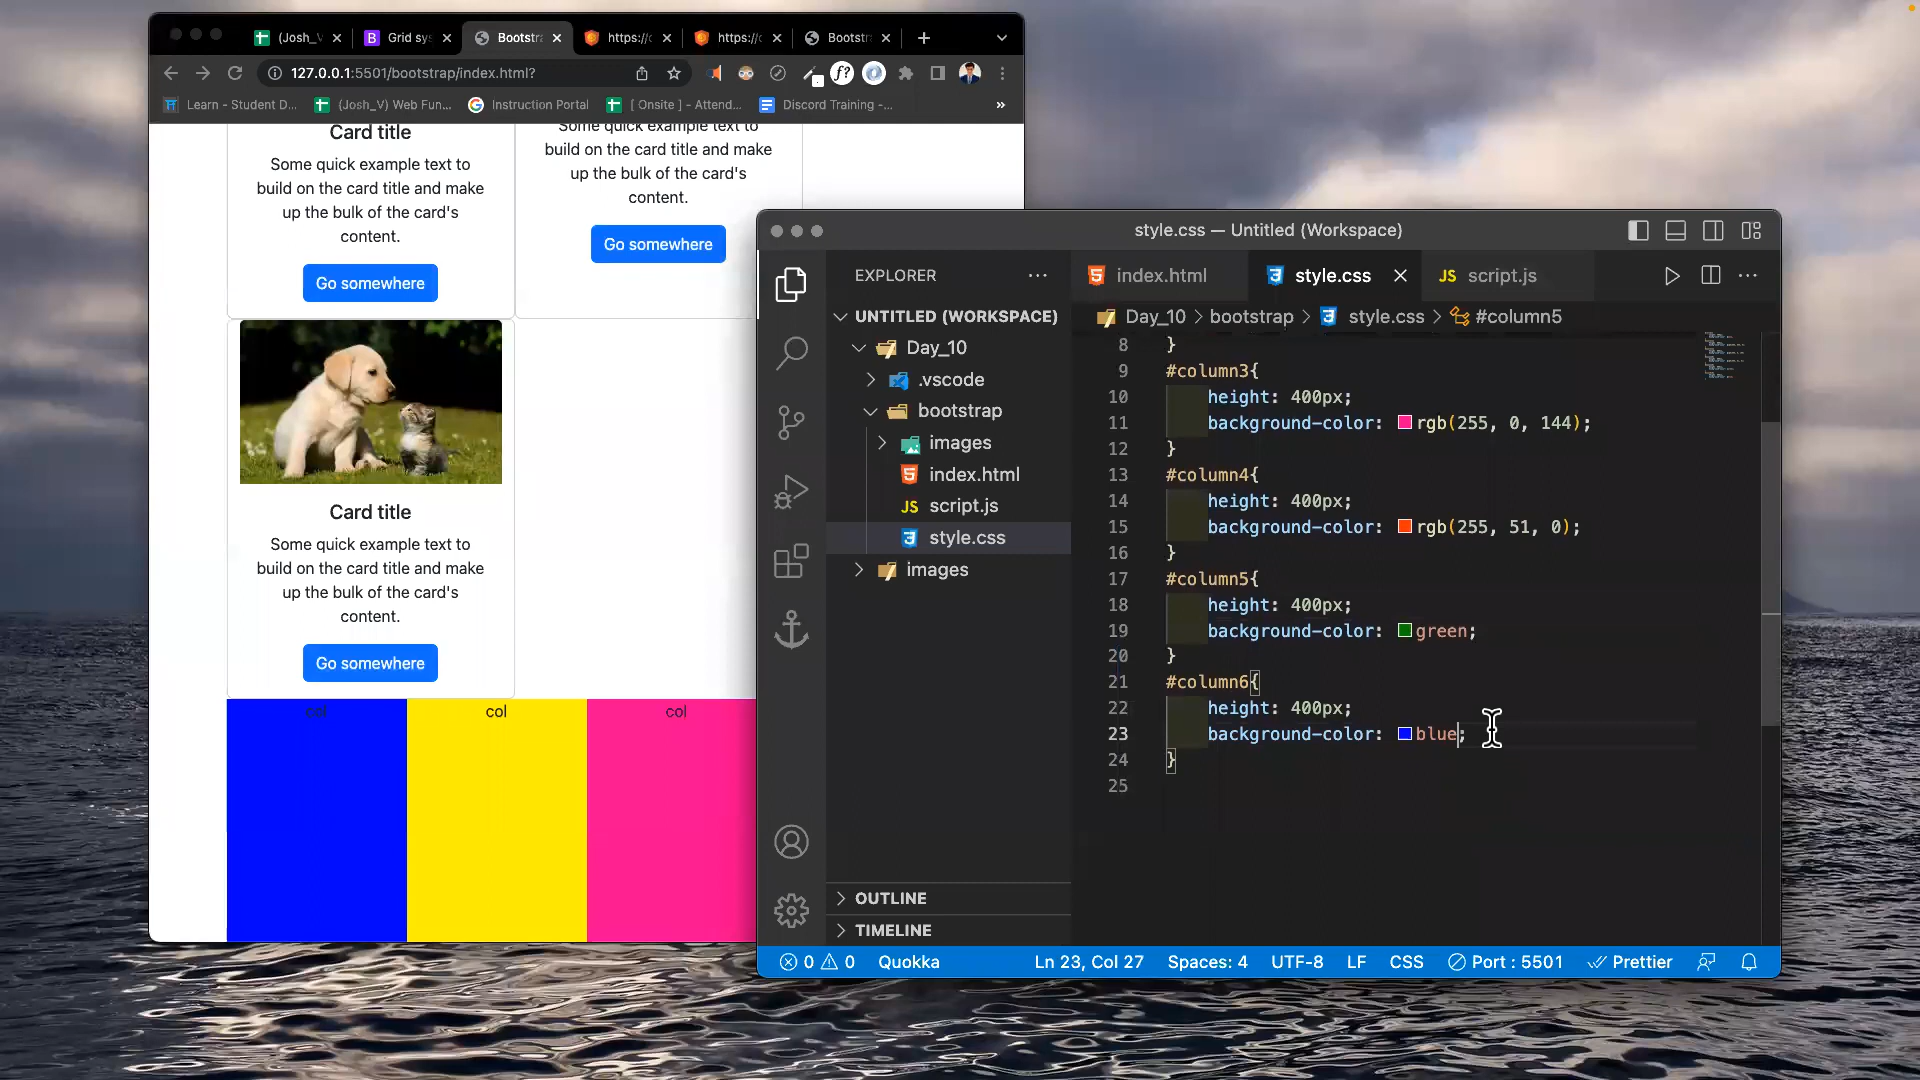 (Josh_V
Grid sys
Bootstr
https://c
https://c
Bootstr
127.0.0.1:5501/bootstrap/index.html?
Learn - Student D...
(Josh_V) Web Fun...
Instruction Portal
[ Onsite ] - Attend...
Discord Training -...
Card title
Some quick example text to
build on the card title and make
up the bulk of the card's
content.
Go somewhere
Some quick example text to
build on the card title and make
up the bulk of the card's
content.
Go somewhere
Card title
Some quick example text to
build on the card title and make
up the bulk of the card's
content.
Go somewhere
col
col
col
style.css — Untitled (Workspace)
EXPLORER
UNTITLED (WORKSPACE)
Day_10
.vscode
bootstrap
images
index.html
script.js
style.css
images
OUTLINE
TIMELINE
index.html
style.css
script.js
Day_10 > bootstrap > style.css > #column5
8 }
9 #column3{
10 height: 400px;
11 background-color: rgb(255, 0, 144);
12 }
13 #column4{
14 height: 400px;
15 background-color: rgb(255, 51, 0);
16 }
17 #column5{
18 height: 400px;
19 background-color: green;
20 }
21 #column6{
22 height: 400px;
23 background-color: blue;
24 }
25
0 0 Quokka Ln 23, Col 27 Spaces: 4 UTF-8 LF CSS Port : 5501 Prettier